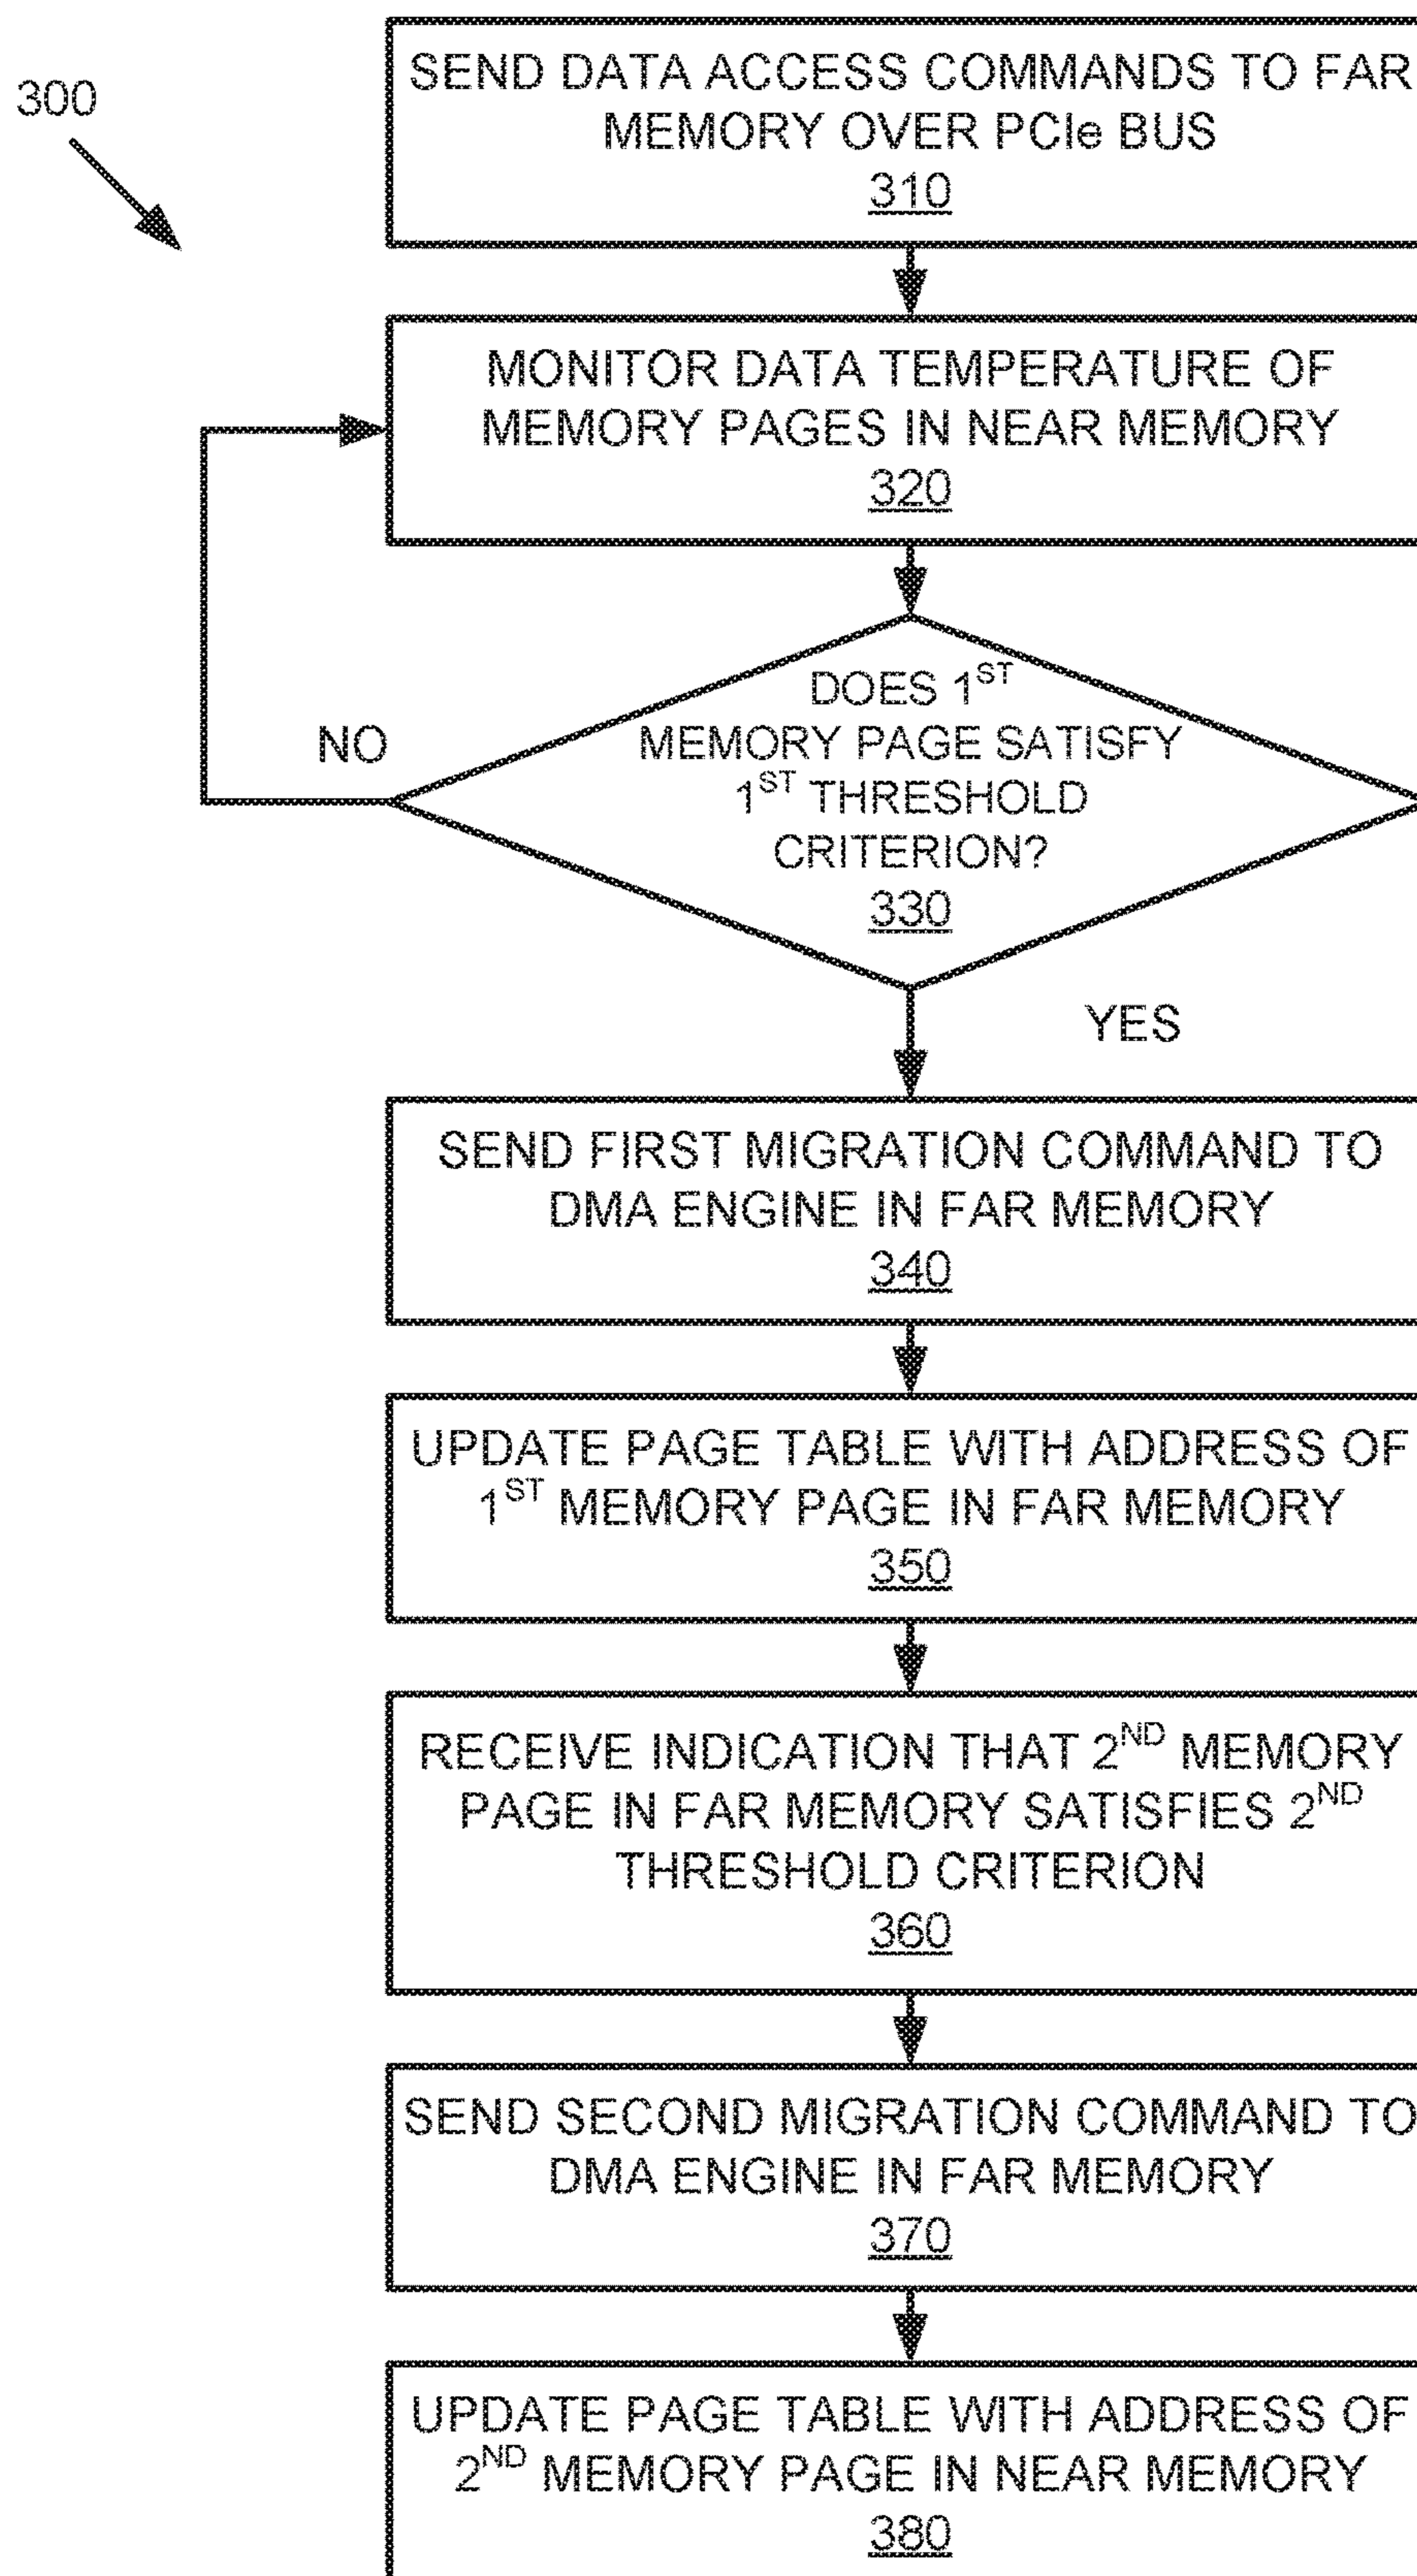 300
SEND DATA ACCESS COMMANDS TO FAR
MEMORY OVER PCIe BUS
310
MONITOR DATA TEMPERATURE OF
MEMORY PAGES IN NEAR MEMORY
320
DOES 1ST
MEMORY PAGE SATISFY
1ST THRESHOLD
CRITERION?
330
NO
YES
SEND FIRST MIGRATION COMMAND TO
DMA ENGINE IN FAR MEMORY
340
UPDATE PAGE TABLE WITH ADDRESS OF
1ST MEMORY PAGE IN FAR MEMORY
350
RECEIVE INDICATION THAT 2ND MEMORY
PAGE IN FAR MEMORY SATISFIES 2ND
THRESHOLD CRITERION
360
SEND SECOND MIGRATION COMMAND TO
DMA ENGINE IN FAR MEMORY
370
UPDATE PAGE TABLE WITH ADDRESS OF
2ND MEMORY PAGE IN NEAR MEMORY
380